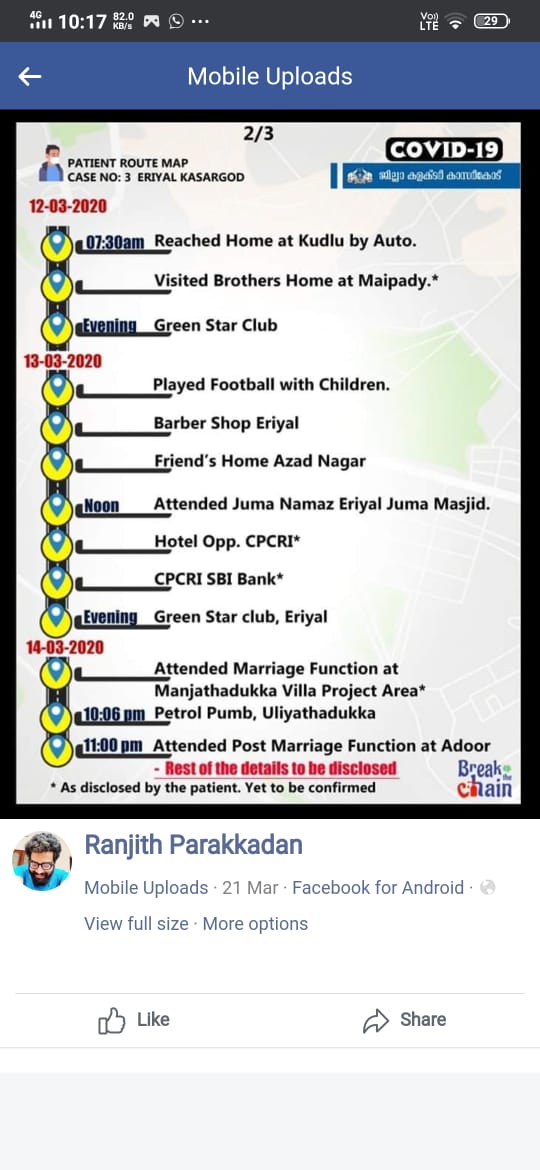 4G 10:17 82.0 KB/s ••• Vo)) LTE 29
Mobile Uploads
2/3
COVID-19
PATIENT ROUTE MAP
CASE NO: 3 ERIYAL KASARGOD
ജില്ലാ കളക്ടർ കാസർകോട്
12-03-2020
07:30am Reached Home at Kudlu by Auto.
Visited Brothers Home at Maipady.*
Evening Green Star Club
13-03-2020
Played Football with Children.
Barber Shop Eriyal
Friend's Home Azad Nagar
Noon Attended Juma Namaz Eriyal Juma Masjid.
Hotel Opp. CPCRI*
CPCRI SBI Bank*
Evening Green Star club, Eriyal
14-03-2020
Attended Marriage Function at
Manjathadukka Villa Project Area*
10:06 pm Petrol Pumb, Uliyathadukka
11:00 pm Attended Post Marriage Function at Adoor
- Rest of the details to be disclosed
* As disclosed by the patient. Yet to be confirmed
Break
the
chain
Ranjith Parakkadan
Mobile Uploads · 21 Mar · Facebook for Android ·
View full size · More options
Like Share